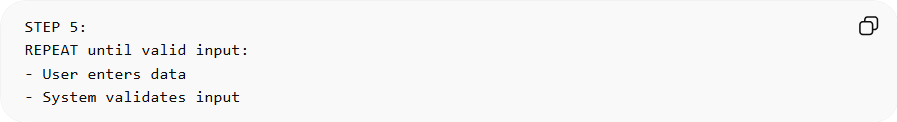 STEP 5:
REPEAT until valid input:
- User enters data
- System validates input